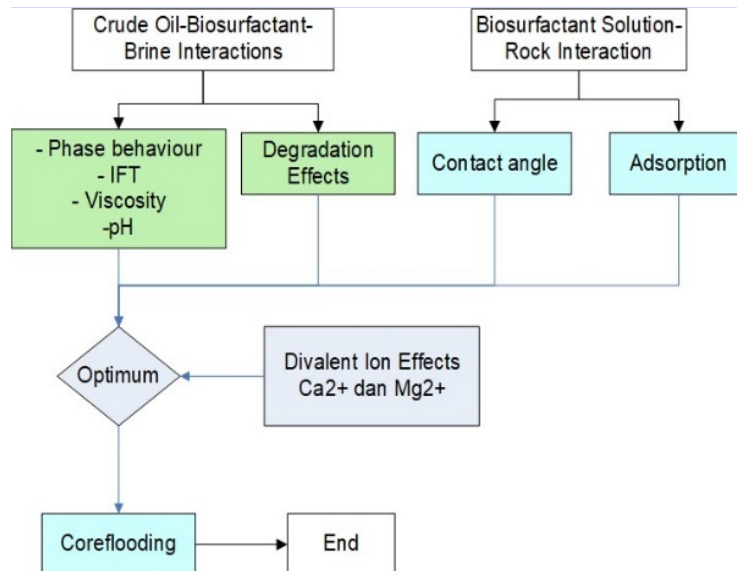 Crude Oil-Biosurfactant-
Brine Interactions
Biosurfactant Solution-
Rock Interaction
- Phase behaviour
- IFT
- Viscosity
-pH
Degradation
Effects
Contact angle
Adsorption
Optimum
Divalent Ion Effects
Ca2+ dan Mg2+
Coreflooding
End